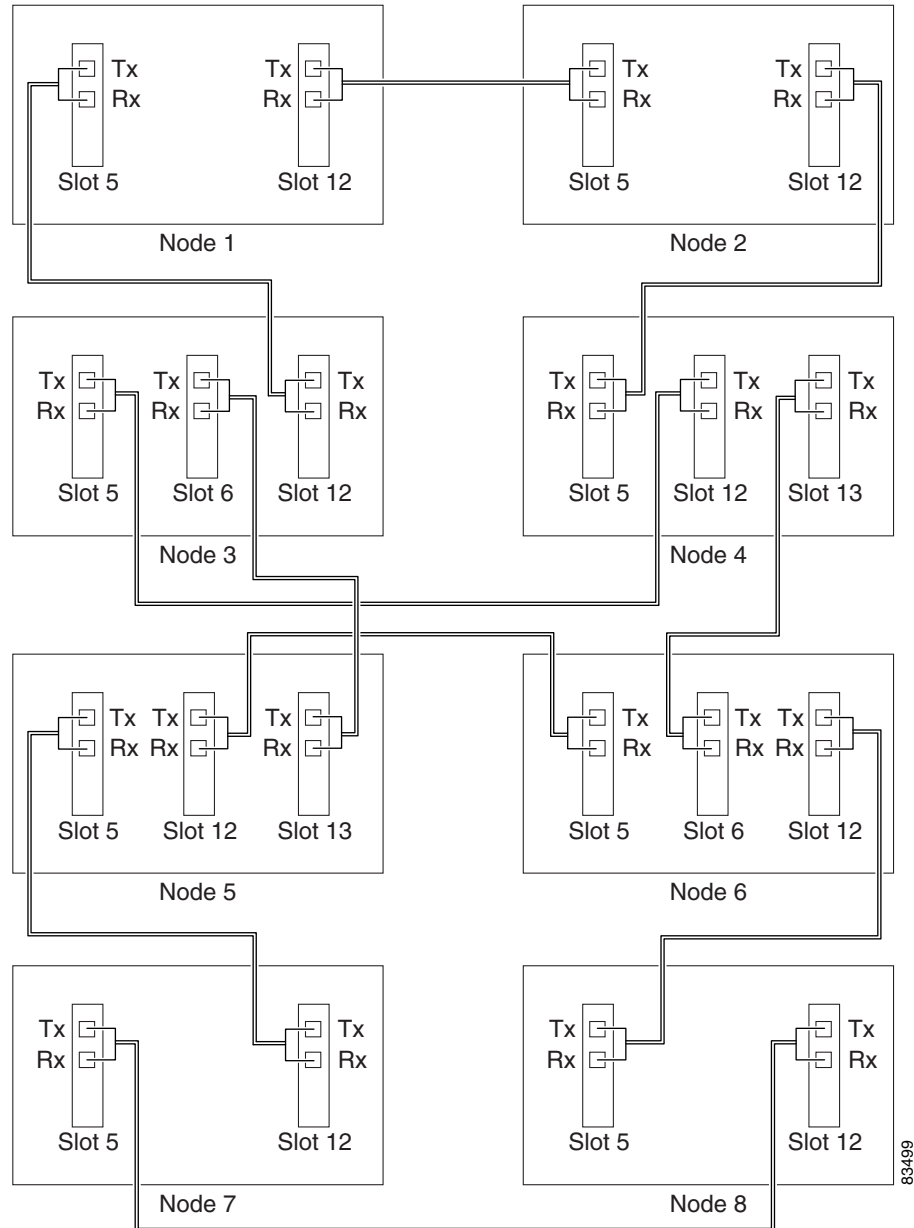 Tx Tx Tx Tx
Rx Rx Rx Rx
Slot 5 Slot 12 Slot 5 Slot 12
Node 1 Node 2
Tx Tx Tx Tx Tx Tx
Rx Rx Rx Rx Rx Rx
Slot 5 Slot 6 Slot 12 Slot 5 Slot 12 Slot 13
Node 3 Node 4
Tx Tx Tx Tx Tx Tx
Rx Rx Rx Rx Rx Rx
Slot 5 Slot 12 Slot 13 Slot 5 Slot 6 Slot 12
Node 5 Node 6
Tx Tx Tx Tx
Rx Rx Rx Rx
Slot 5 Slot 12 Slot 5 Slot 12
Node 7 Node 8
83499